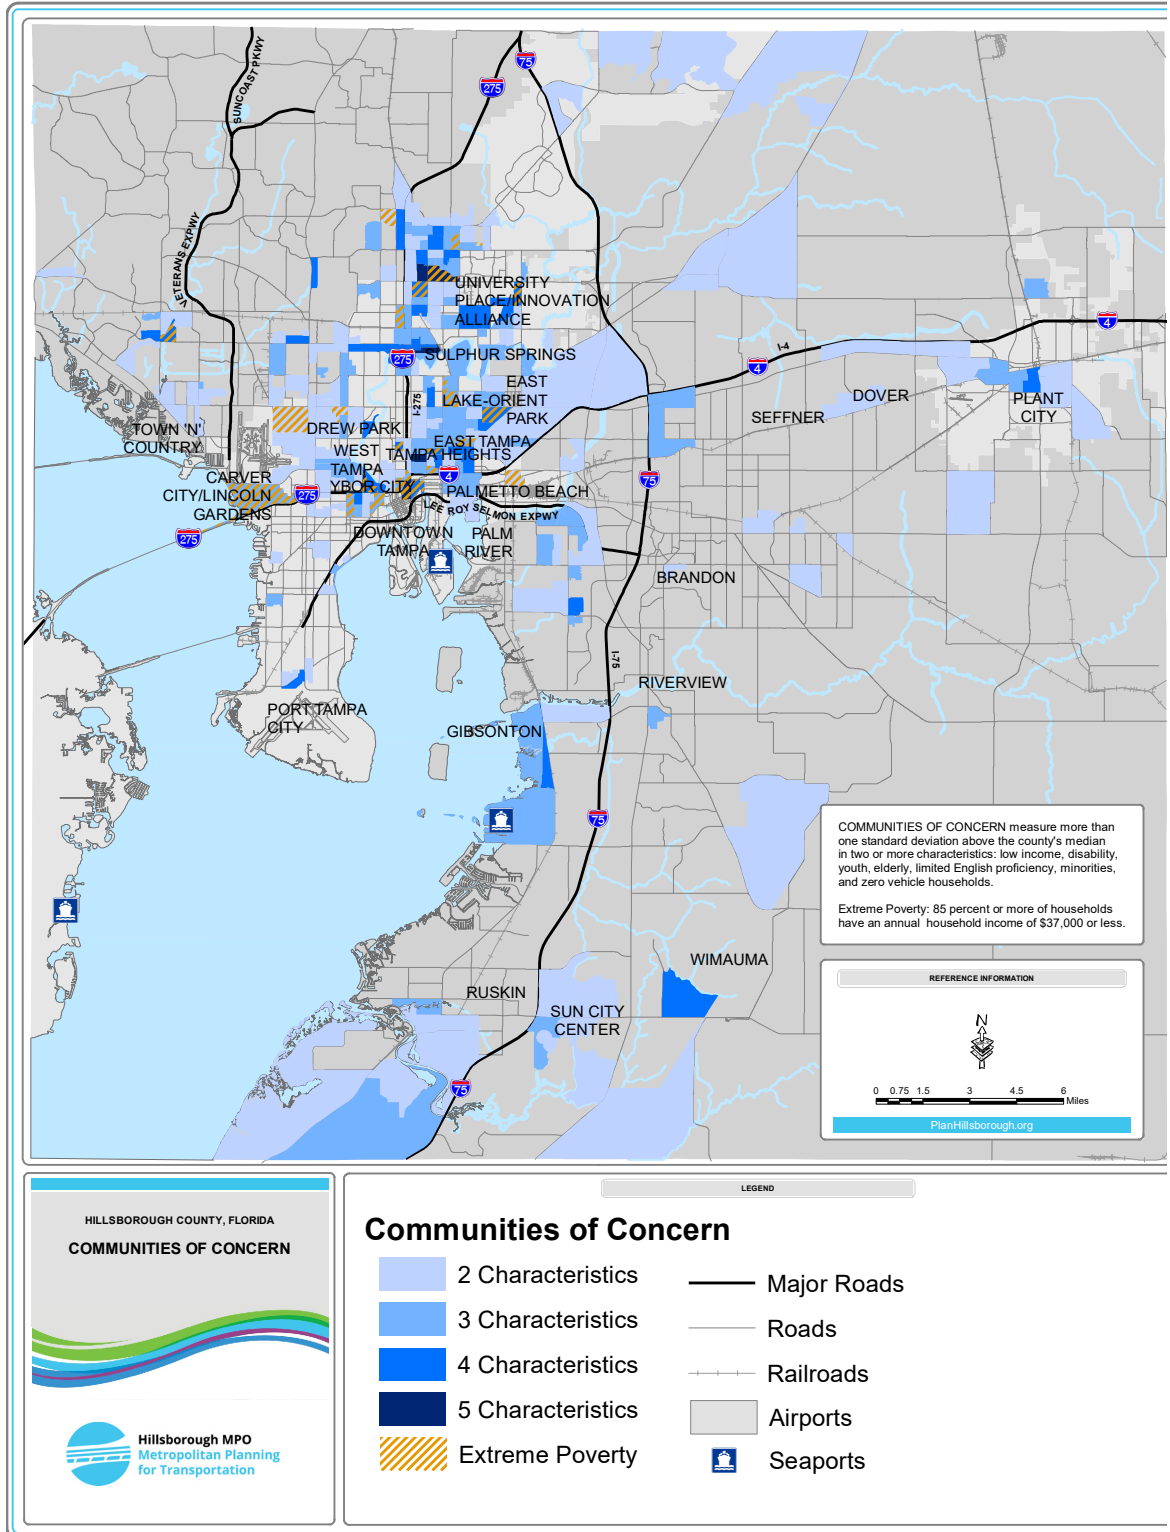 SUNCOAST PKWY
75
275
VETERANS EXPWY
UNIVERSITY
PLACE/INNOVATION
ALLIANCE
4
I-4
4
275
SULPHUR SPRINGS
EAST
LAKE-ORIENT
PARK
I-275
DOVER
SEFFNER
PLANT
CITY
TOWN 'N'
COUNTRY
DREW PARK
EAST TAMPA
WEST
TAMPA
TAMPA HEIGHTS
YBOR CITY
CARVER
CITY/LINCOLN
GARDENS
275
4
75
PALMETTO BEACH
LEE ROY SELMON EXPWY
275
DOWNTOWN
TAMPA
PALM
RIVER
BRANDON
I-75
RIVERVIEW
PORT TAMPA
CITY
GIBSONTON
75
COMMUNITIES OF CONCERN measure more than
one standard deviation above the county's median
in two or more characteristics: low income, disability,
youth, elderly, limited English proficiency, minorities,
and zero vehicle households.
Extreme Poverty: 85 percent or more of households
have an annual household income of $37,000 or less.
WIMAUMA
RUSKIN
SUN CITY
CENTER
75
REFERENCE INFORMATION
N
0 0.75 1.5 3 4.5 6
Miles
PlanHillsborough.org
HILLSBOROUGH COUNTY, FLORIDA
COMMUNITIES OF CONCERN
Hillsborough MPO
Metropolitan Planning
for Transportation
LEGEND
Communities of Concern
2 Characteristics
3 Characteristics
4 Characteristics
5 Characteristics
Extreme Poverty
Major Roads
Roads
Railroads
Airports
Seaports